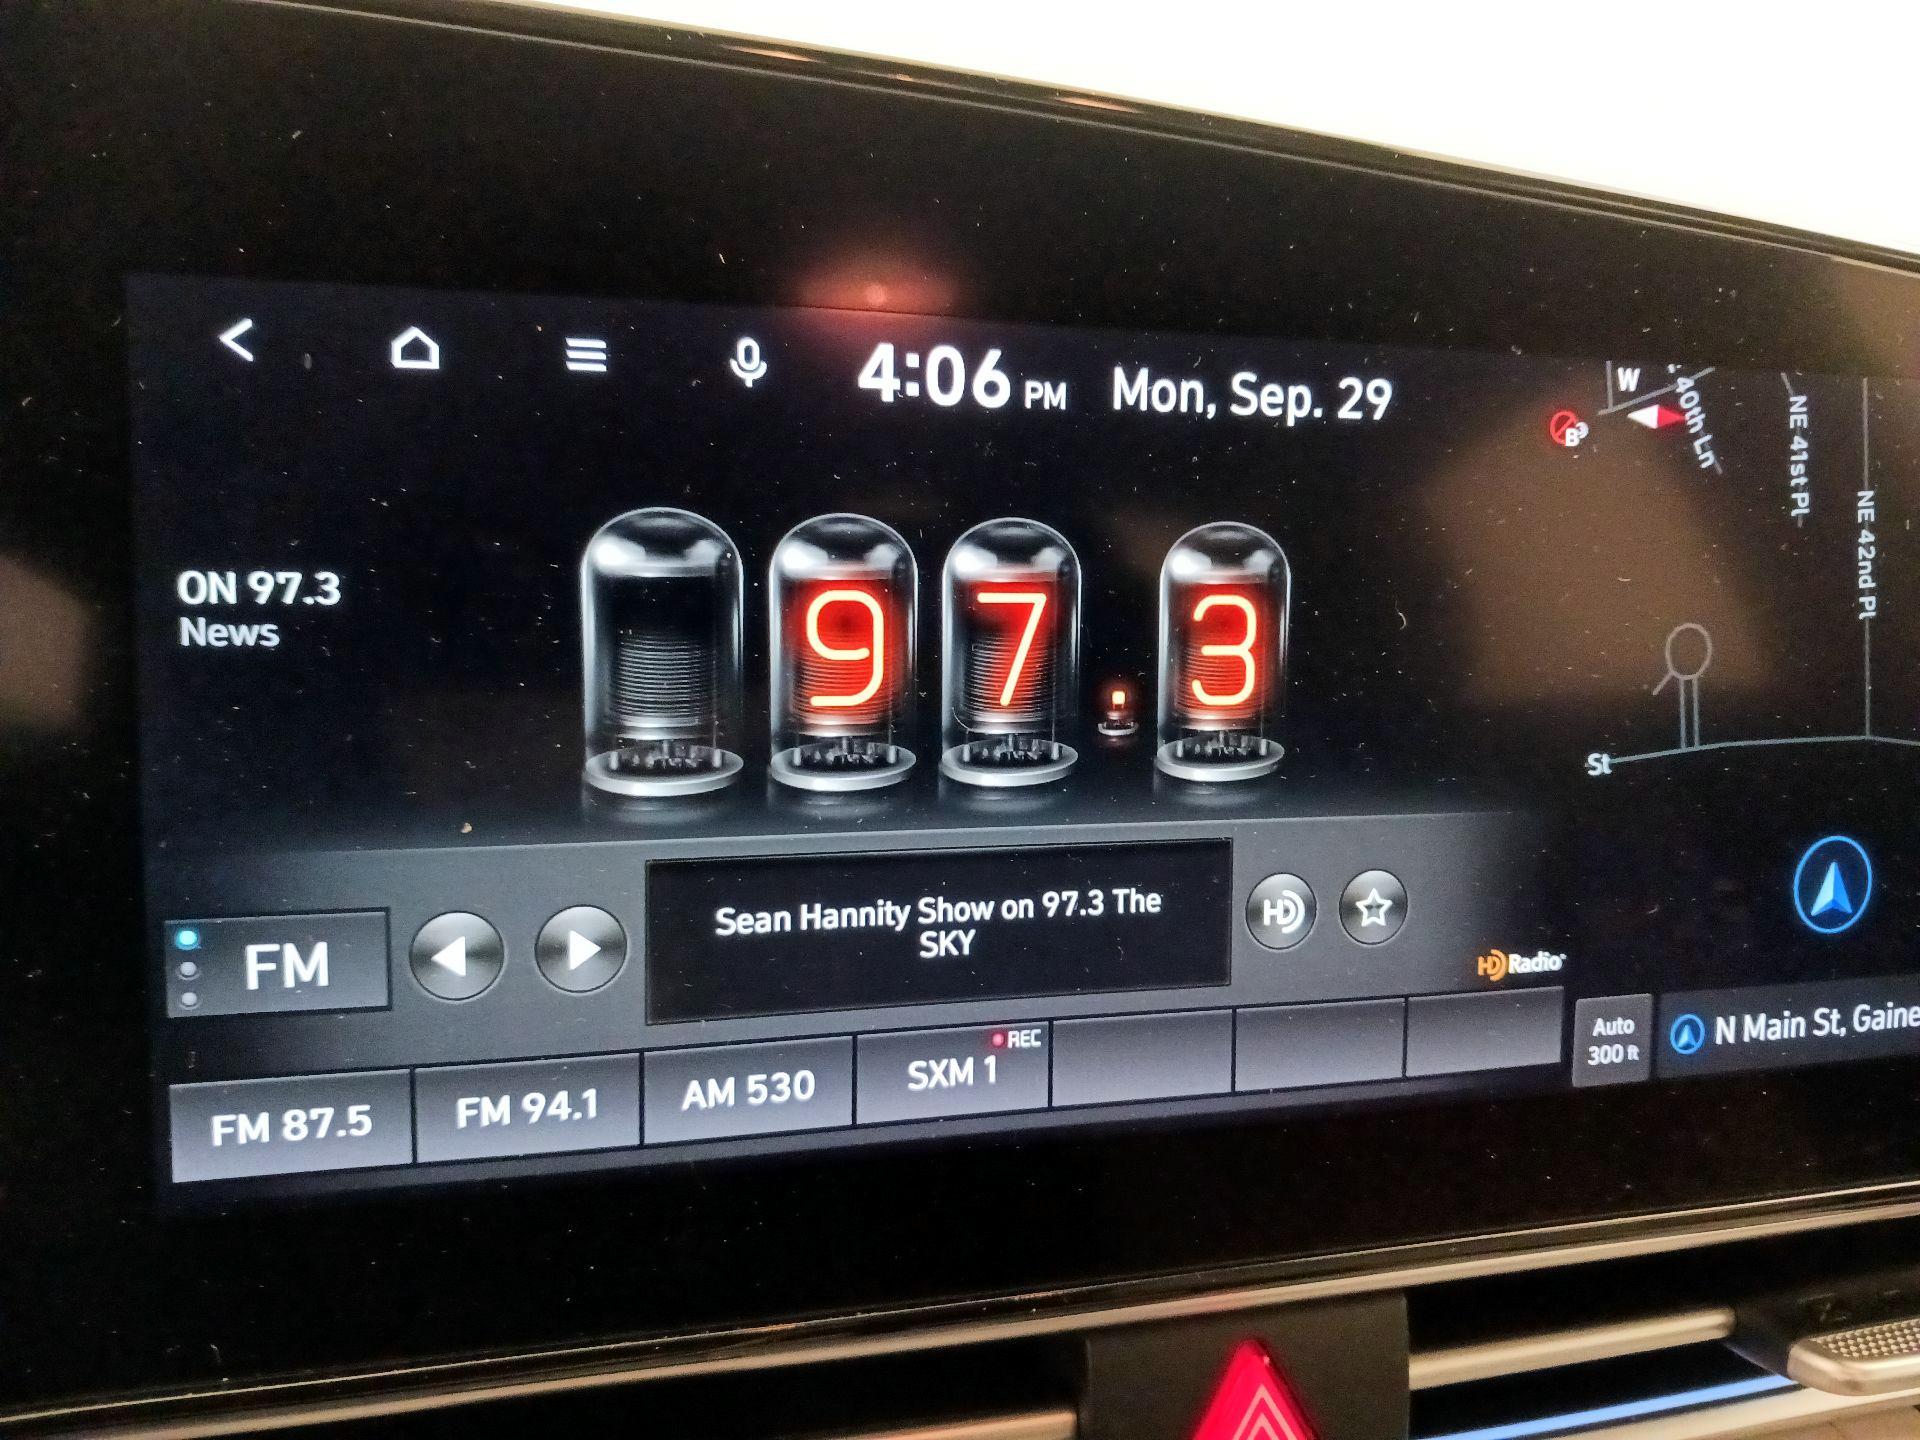 4:06 PM Mon, Sep. 29
W
40th Ln
NE 41st Pl
NE 42nd Pl
St
ON 97.3
News
97.3
FM
Sean Hannity Show on 97.3 The
SKY
HD
HD Radio
FM 87.5
FM 94.1
AM 530
SXM 1
REC
Auto
300 ft
N Main St, Gaine